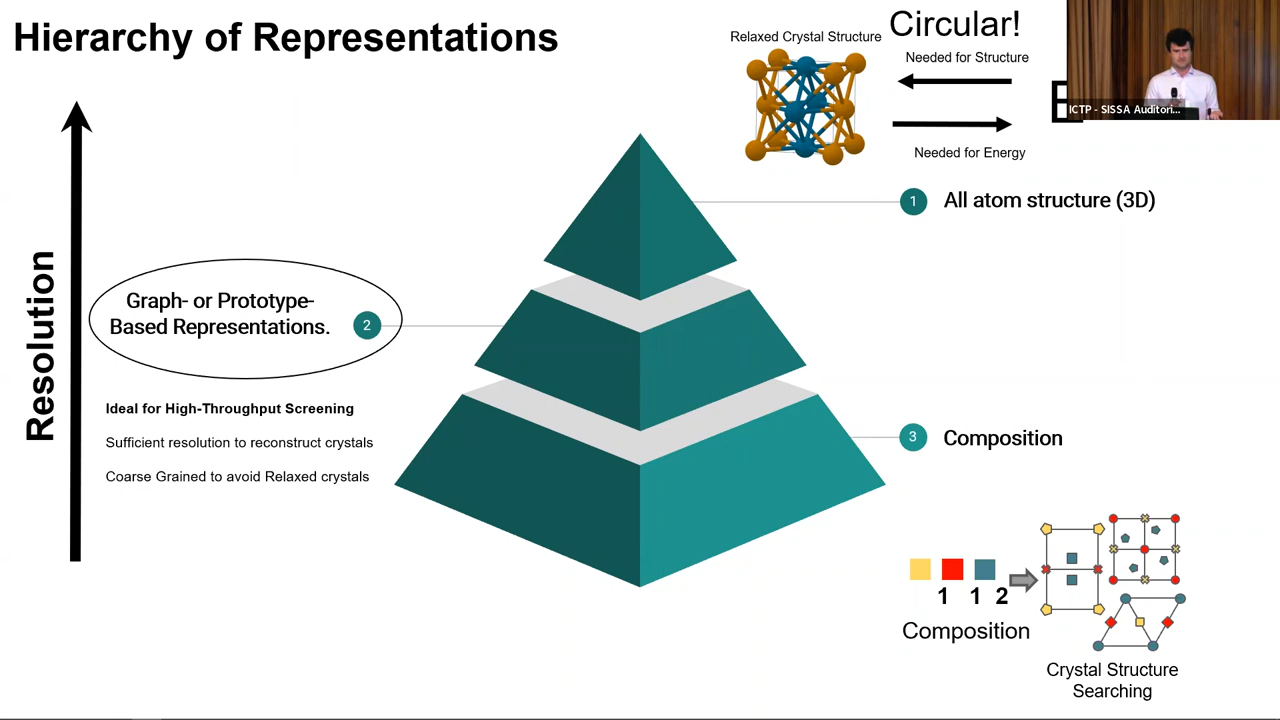 Hierarchy of Representations
Circular!
Relaxed Crystal Structure
Needed for Structure
E
ICTP - SISSA Auditori...
Needed for Energy
1
All atom structure (3D)
Resolution
Graph- or Prototype-
Based Representations.
2
Ideal for High-Throughput Screening
Sufficient resolution to reconstruct crystals
Coarse Grained to avoid Relaxed crystals
3
Composition
1 1 2
Composition
Crystal Structure
Searching